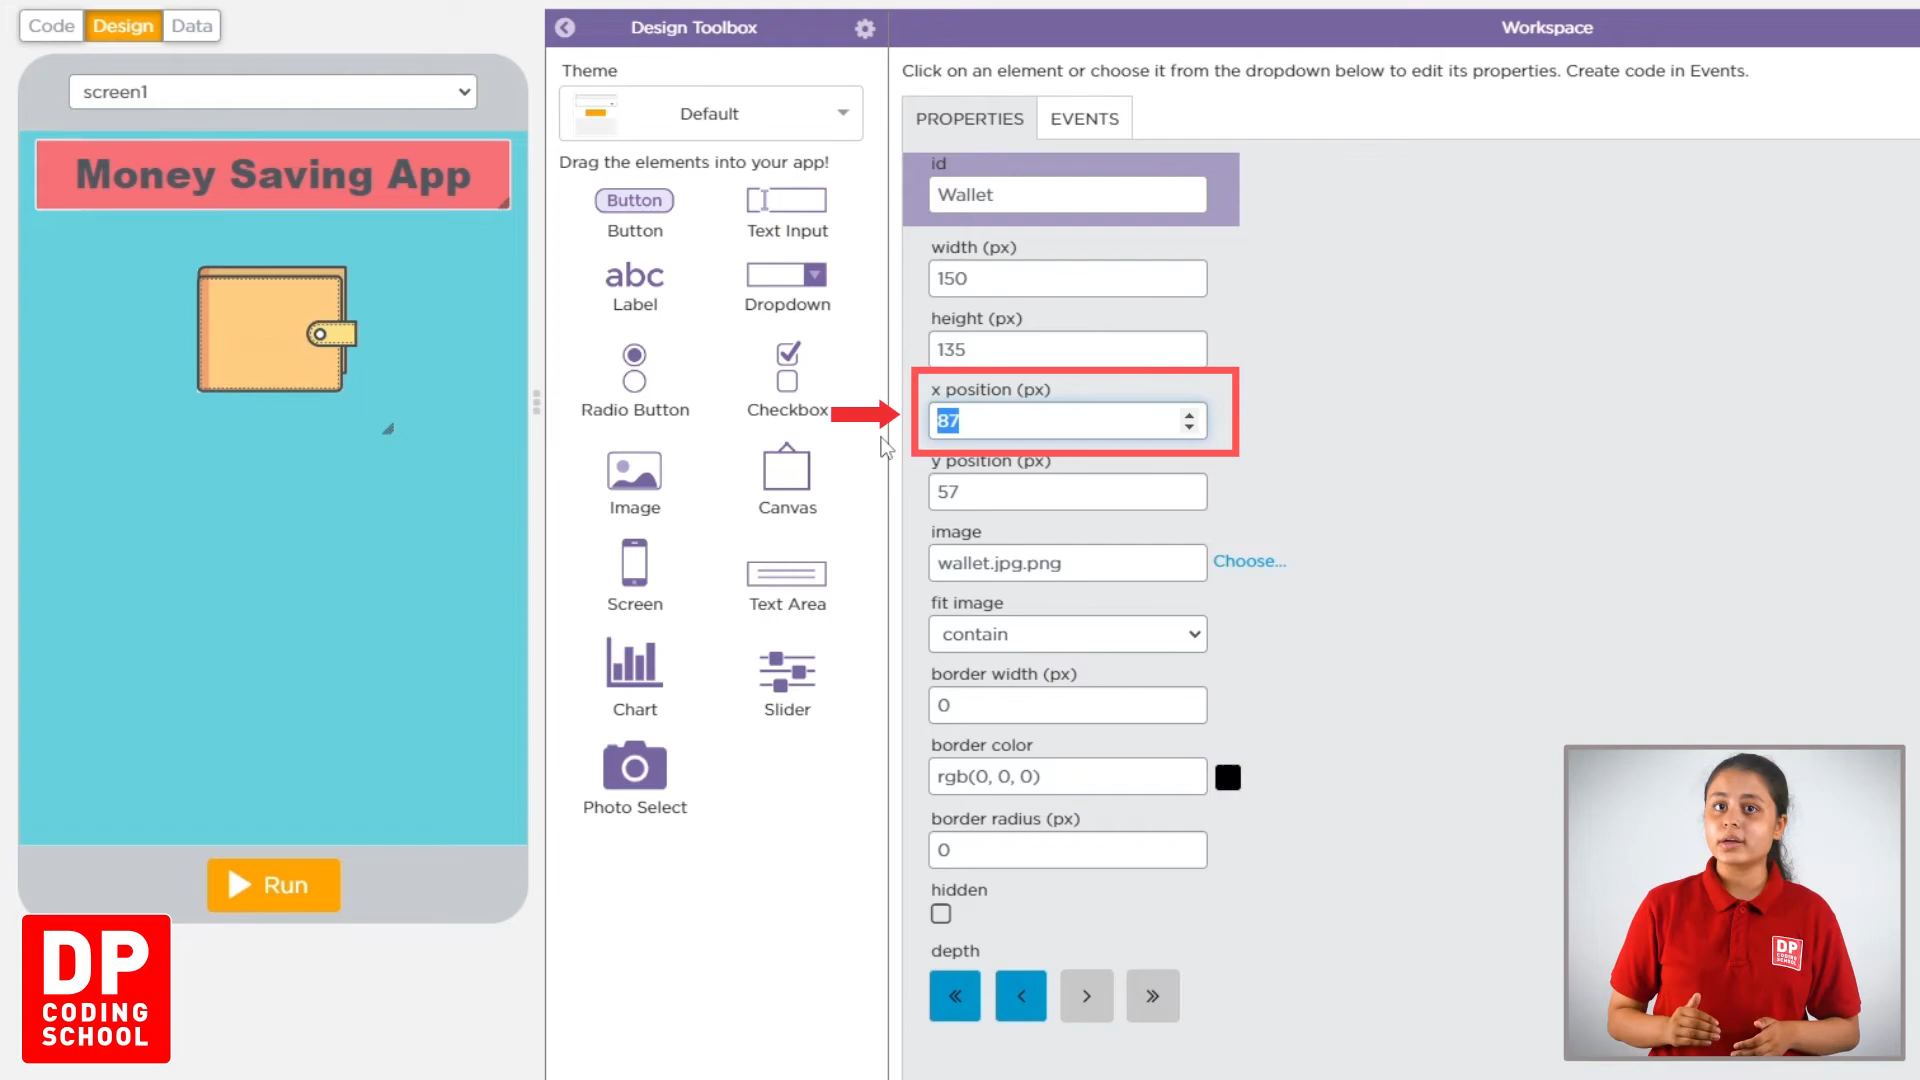 Code Design Data
screen1
Money Saving App
Run
DP
CODING
SCHOOL
Design Toolbox
Theme
Default
Drag the elements into your app!
Button
Button
Text Input
abc
Label
Dropdown
Radio Button
Checkbox
Image
Canvas
Screen
Text Area
Chart
Slider
Photo Select
Workspace
Click on an element or choose it from the dropdown below to edit its properties. Create code in Events.
PROPERTIES EVENTS
id
Wallet
width (px)
150
height (px)
135
x position (px)
87
y position (px)
57
image
wallet.jpg.png Choose...
fit image
contain
border width (px)
0
border color
rgb(0, 0, 0)
border radius (px)
0
hidden
depth
DP
CODING
SCHOOL